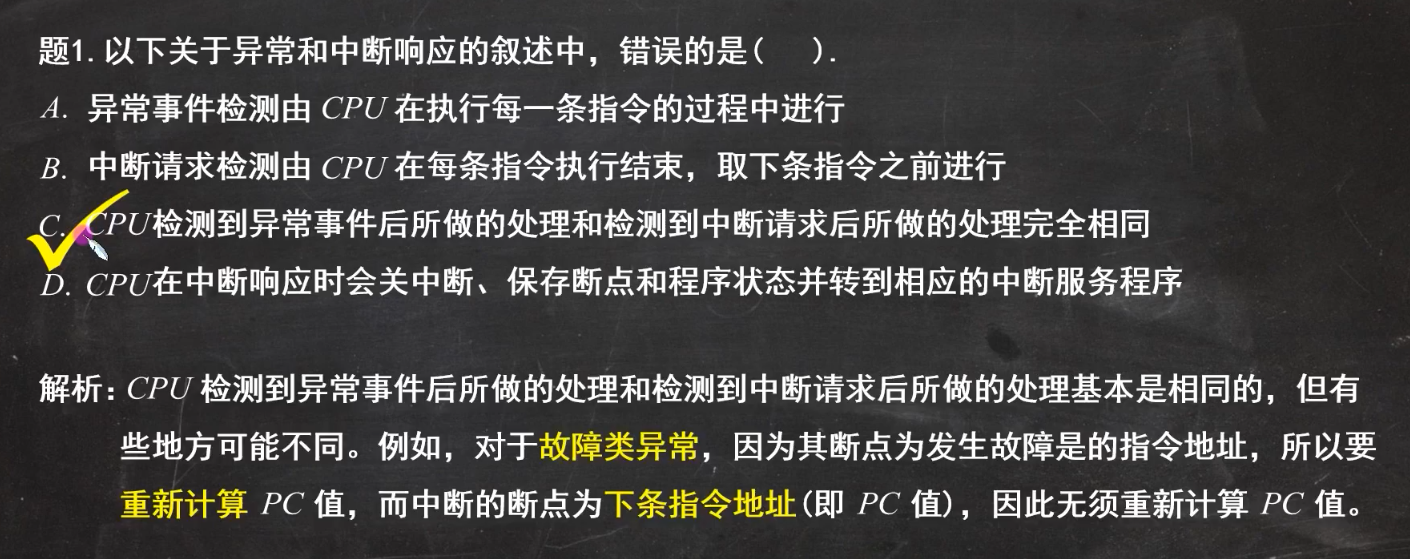 题1.以下关于异常和中断响应的叙述中，错误的是(  ).
A. 异常事件检测由 CPU 在执行每一条指令的过程中进行
B. 中断请求检测由 CPU 在每条指令执行结束，取下条指令之前进行
C. CPU检测到异常事件后所做的处理和检测到中断请求后所做的处理完全相同
D. CPU在中断响应时会关中断、保存断点和程序状态并转到相应的中断服务程序
解析：CPU 检测到异常事件后所做的处理和检测到中断请求后所做的处理基本是相同的，但有
些地方可能不同。例如，对于故障类异常，因为其断点为发生故障是的指令地址，所以要
重新计算 PC 值，而中断的断点为下条指令地址(即 PC 值)，因此无须重新计算 PC 值。